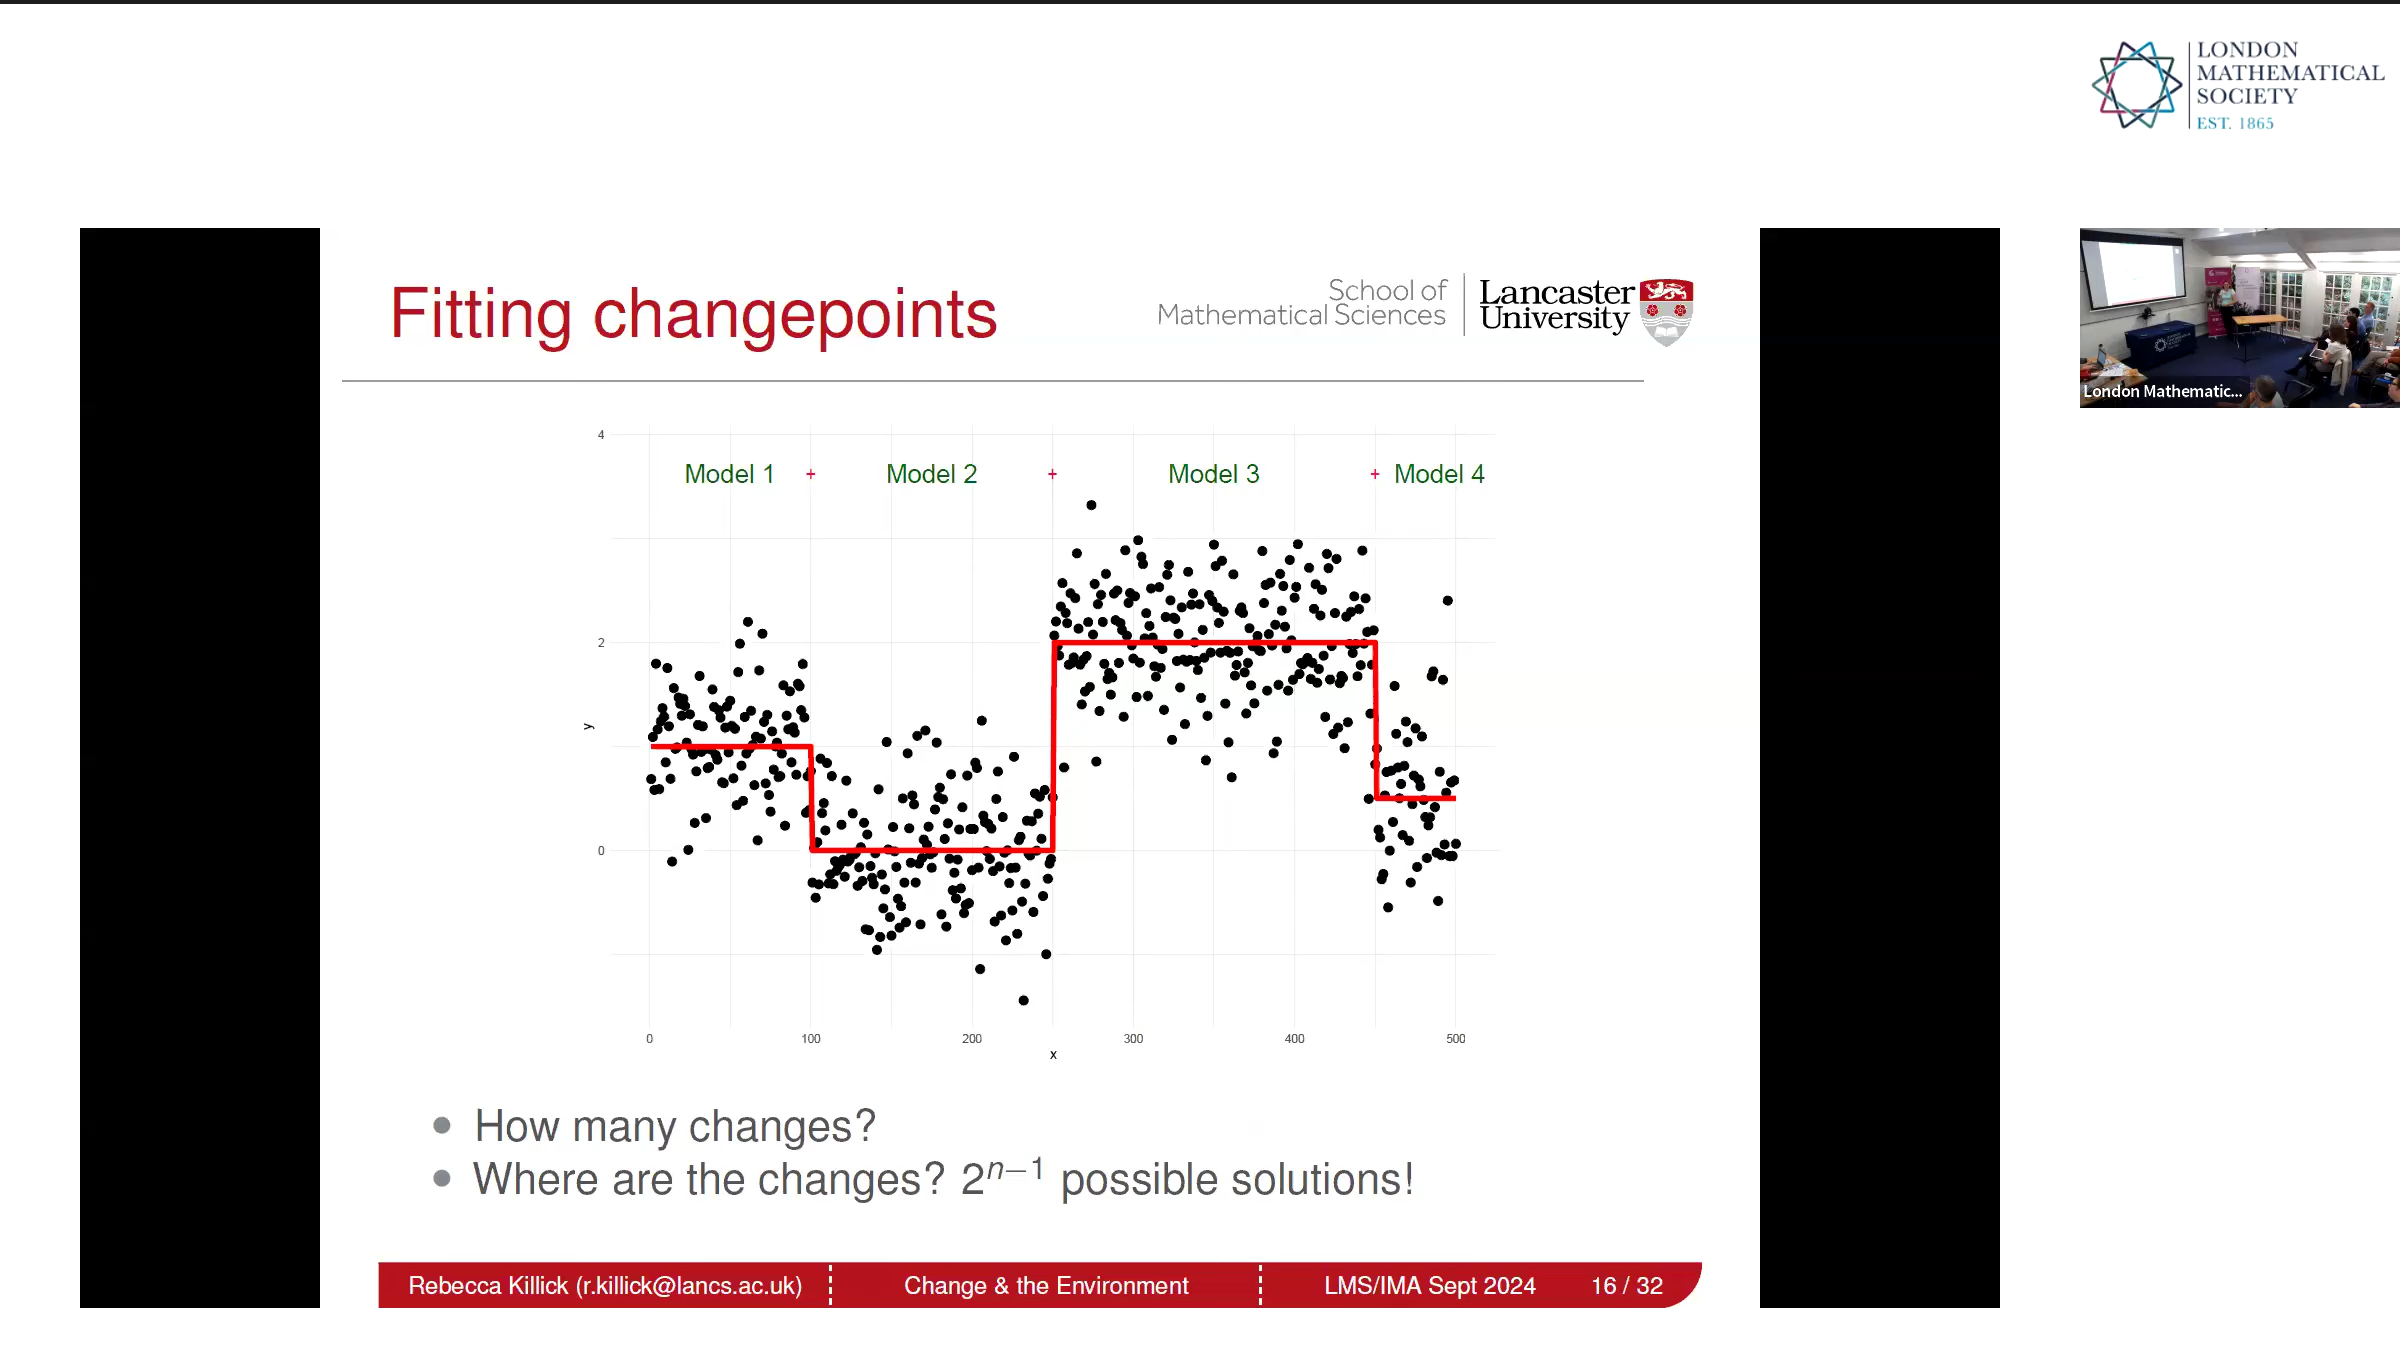 LONDON
MATHEMATICAL
SOCIETY
EST. 1865
Fitting changepoints
School of
Mathematical Sciences
Lancaster
University
London Mathematic...
4
Model 1 + Model 2 + Model 3 + Model 4
2
y
0
0 100 200 300 400 500
x
How many changes?
Where are the changes? 2ⁿ⁻¹ possible solutions!
Rebecca Killick (r.killick@lancs.ac.uk) Change & the Environment LMS/IMA Sept 2024 16 / 32